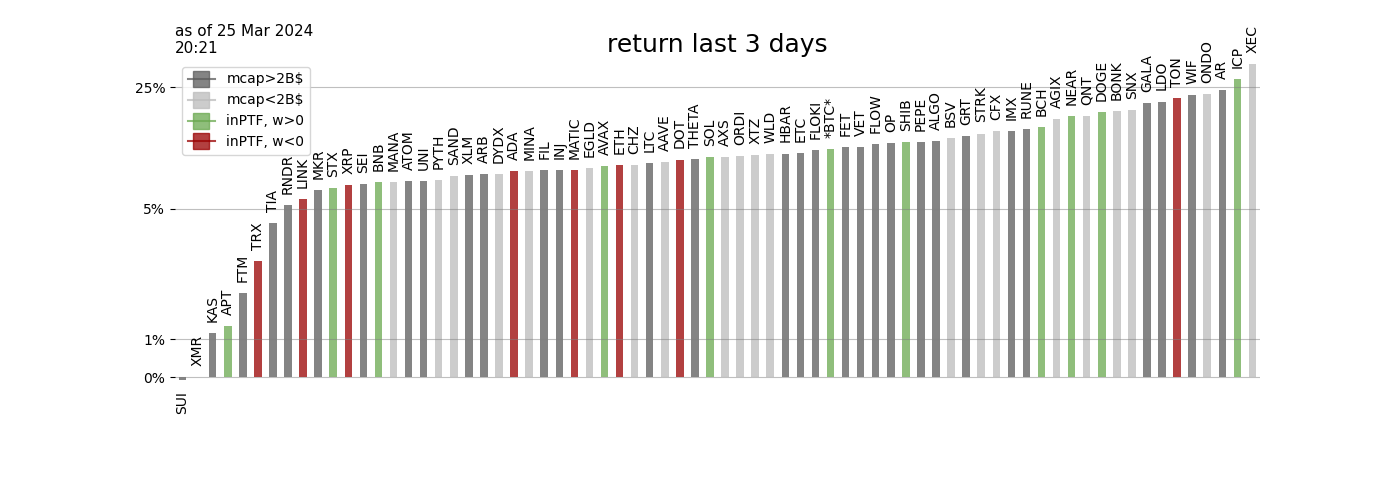 as of 25 Mar 2024
20:21
return last 3 days
mcap>2B$
mcap<2B$
inPTF, w>0
inPTF, w<0
25%
5%
1%
0%
SUI
XMR
KAS
APT
FTM
TRX
TIA
RNDR
LINK
MKR
STX
XRP
SEI
BNB
MANA
ATOM
UNI
PYTH
SAND
XLM
ARB
DYDX
ADA
MINA
FIL
INJ
MATIC
EGLD
AVAX
ETH
CHZ
LTC
AAVE
DOT
THETA
SOL
AXS
ORDI
XTZ
WLD
HBAR
ETC
FLOKI
*BTC*
FET
VET
FLOW
OP
SHIB
PEPE
ALGO
BSV
GRT
STRK
CFX
IMX
RUNE
BCH
AGIX
NEAR
QNT
DOGE
BONK
SNX
GALA
LDO
TON
WIF
ONDO
AR
ICP
XEC